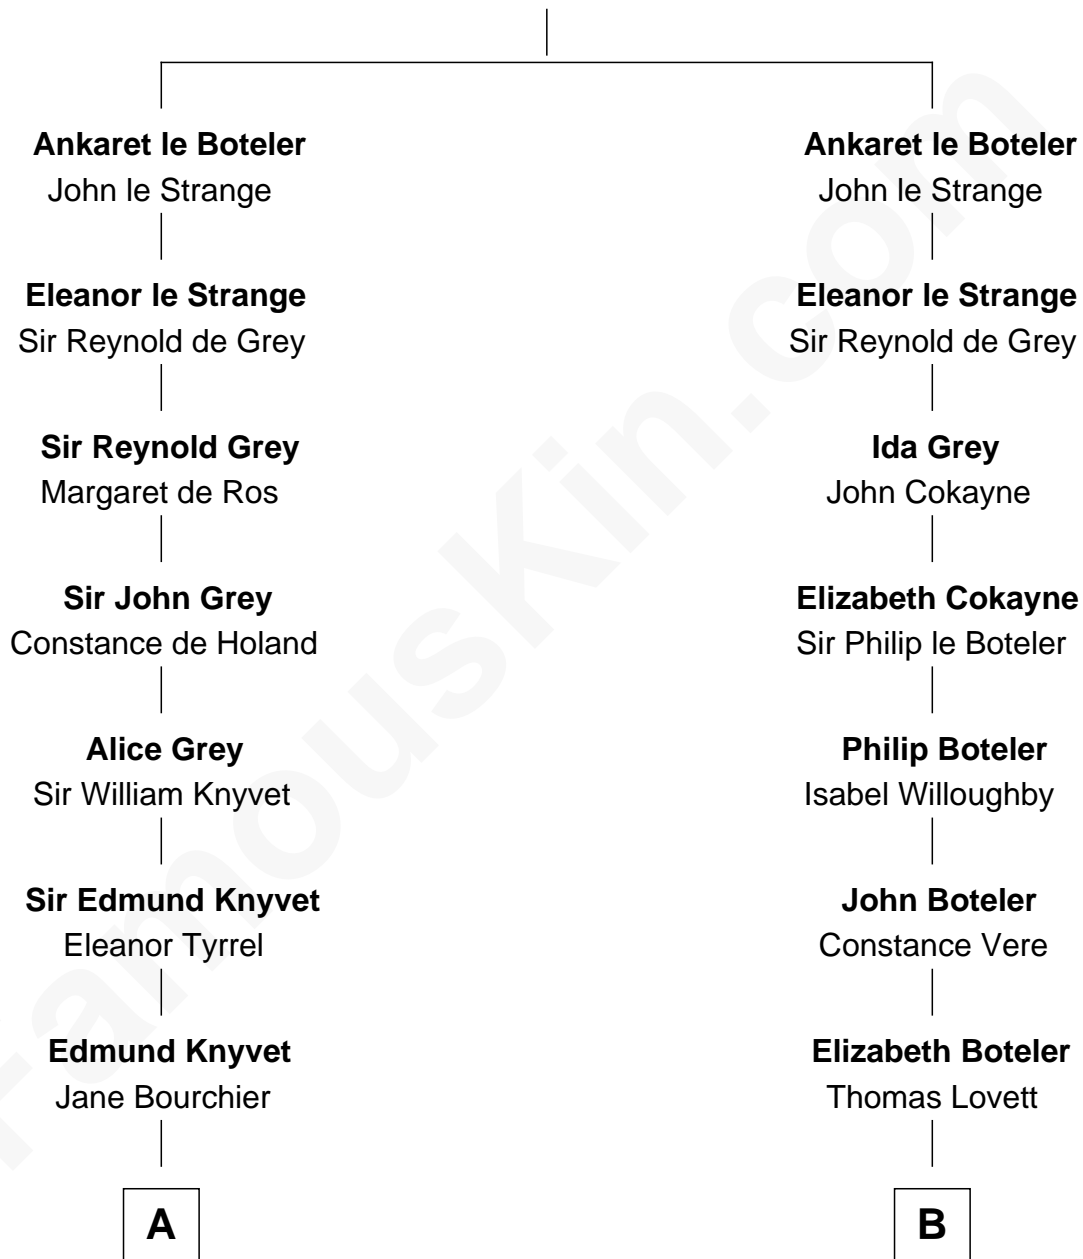 Ankaret le Boteler
John le Strange
Eleanor le Strange
Sir Reynold de Grey
Sir Reynold Grey
Margaret de Ros
Sir John Grey
Constance de Holand
Alice Grey
Sir William Knyvet
Sir Edmund Knyvet
Eleanor Tyrrel
Edmund Knyvet
Jane Bourchier
A
Ankaret le Boteler
John le Strange
Eleanor le Strange
Sir Reynold de Grey
Ida Grey
John Cokayne
Elizabeth Cokayne
Sir Philip le Boteler
Philip Boteler
Isabel Willoughby
John Boteler
Constance Vere
Elizabeth Boteler
Thomas Lovett
B
FamousKin.com